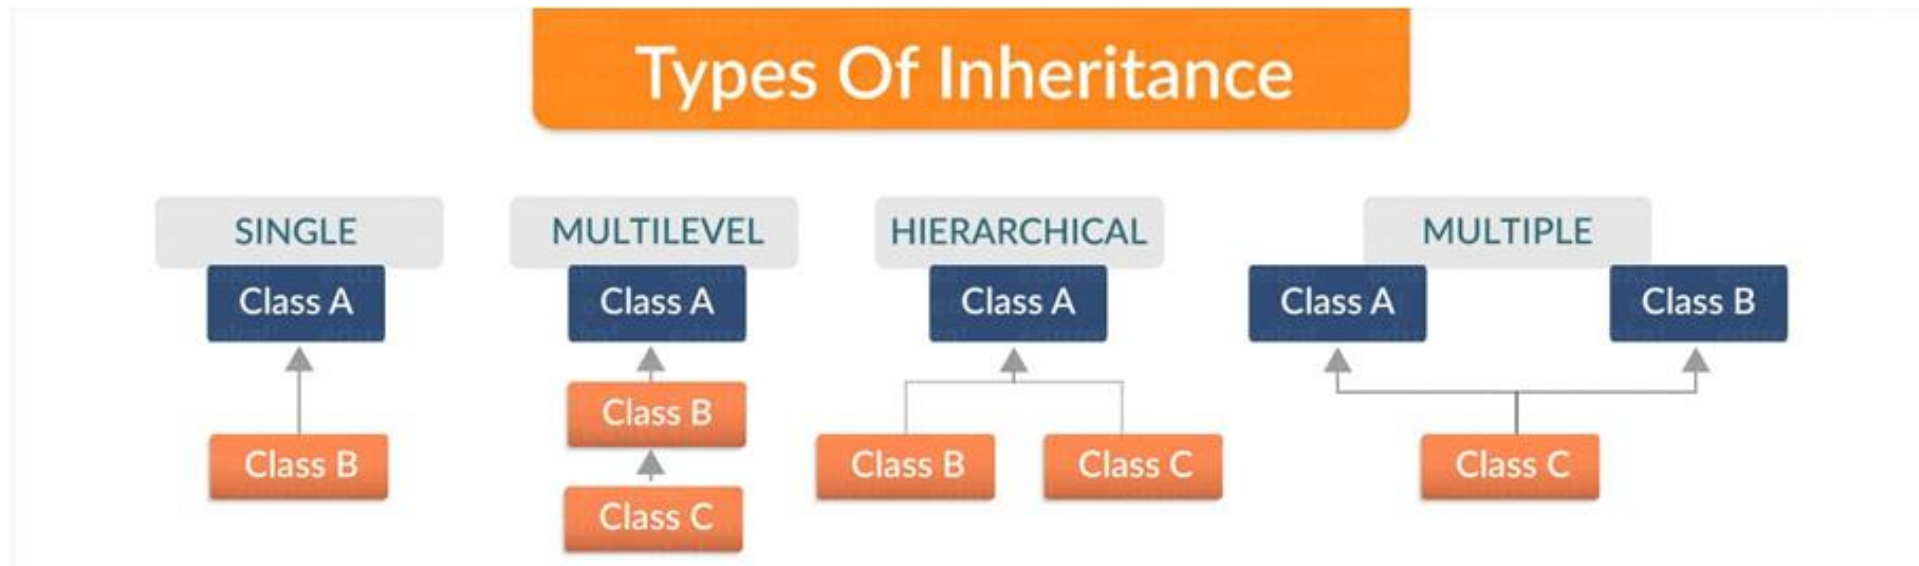 Types Of Inheritance
SINGLE
Class A
Class B
MULTILEVEL
Class A
Class B
Class C
HIERARCHICAL
Class A
Class B
Class C
MULTIPLE
Class A
Class B
Class C